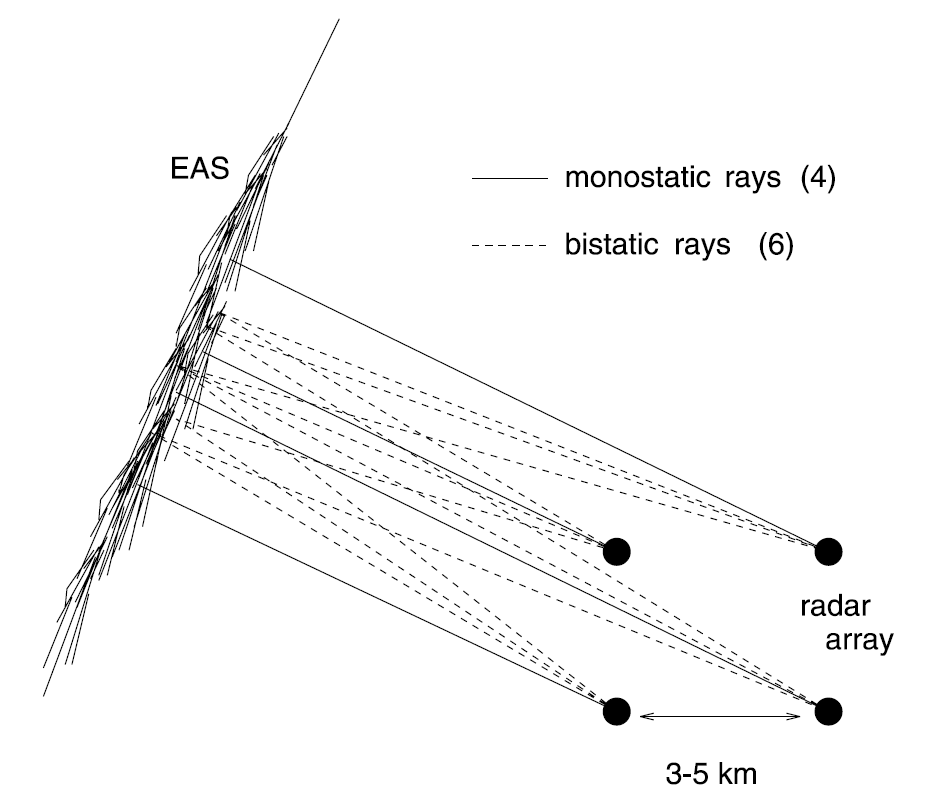 EAS
monostatic rays (4)
bistatic rays (6)
radar
array
3-5 km